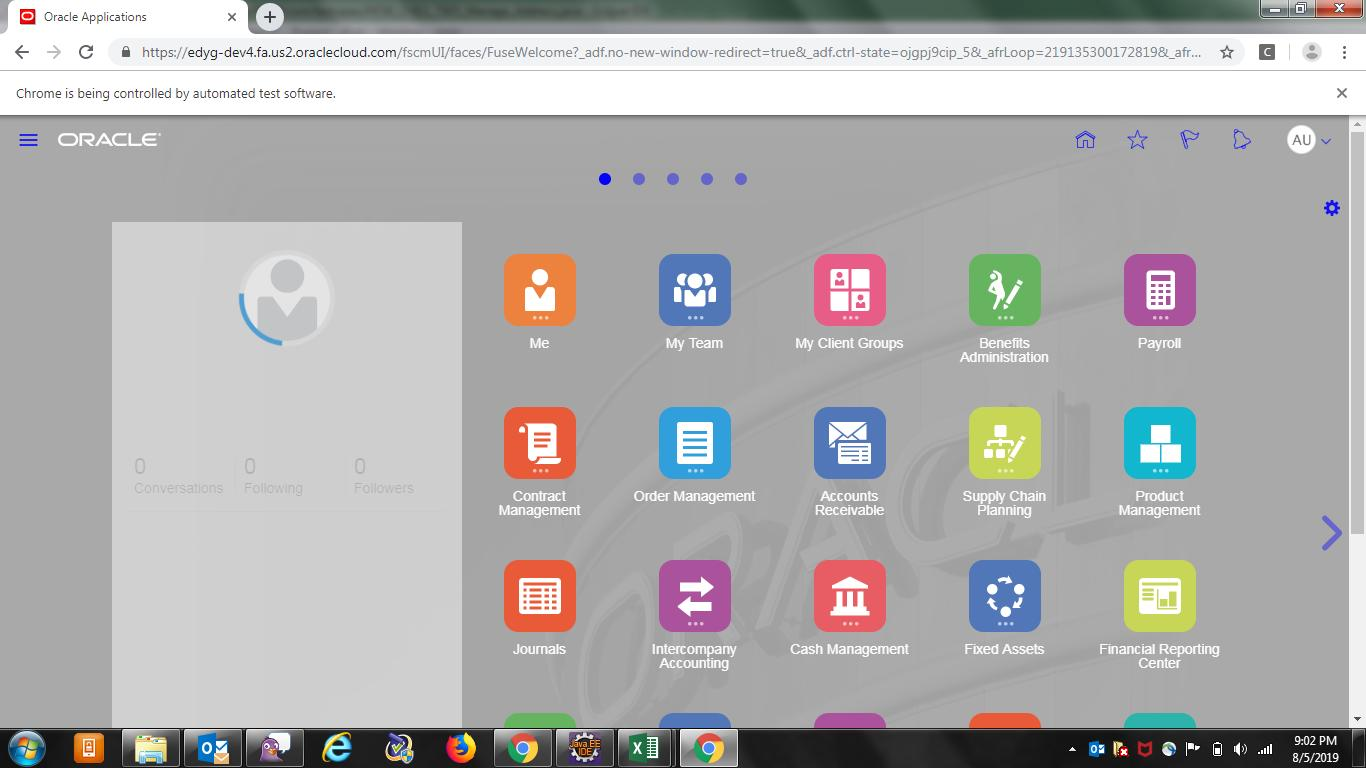 Oracle Applications
https://edyg-dev4.fa.us2.oraclecloud.com/fscmUI/faces/FuseWelcome?_adf.no-new-window-redirect=true&_adf.ctrl-state=ojgpj9cip_5&_afrLoop=219135300172819&_afr...
C
Chrome is being controlled by automated test software.
ORACLE
AU
Me
My Team
My Client Groups
Benefits
Administration
Payroll
0
Conversations
0
Following
0
Followers
Contract
Management
Order Management
Accounts
Receivable
Supply Chain
Planning
Product
Management
Journals
Intercompany
Accounting
Cash Management
Fixed Assets
Financial Reporting
Center
Java EE
IDE
9:02 PM
8/5/2019